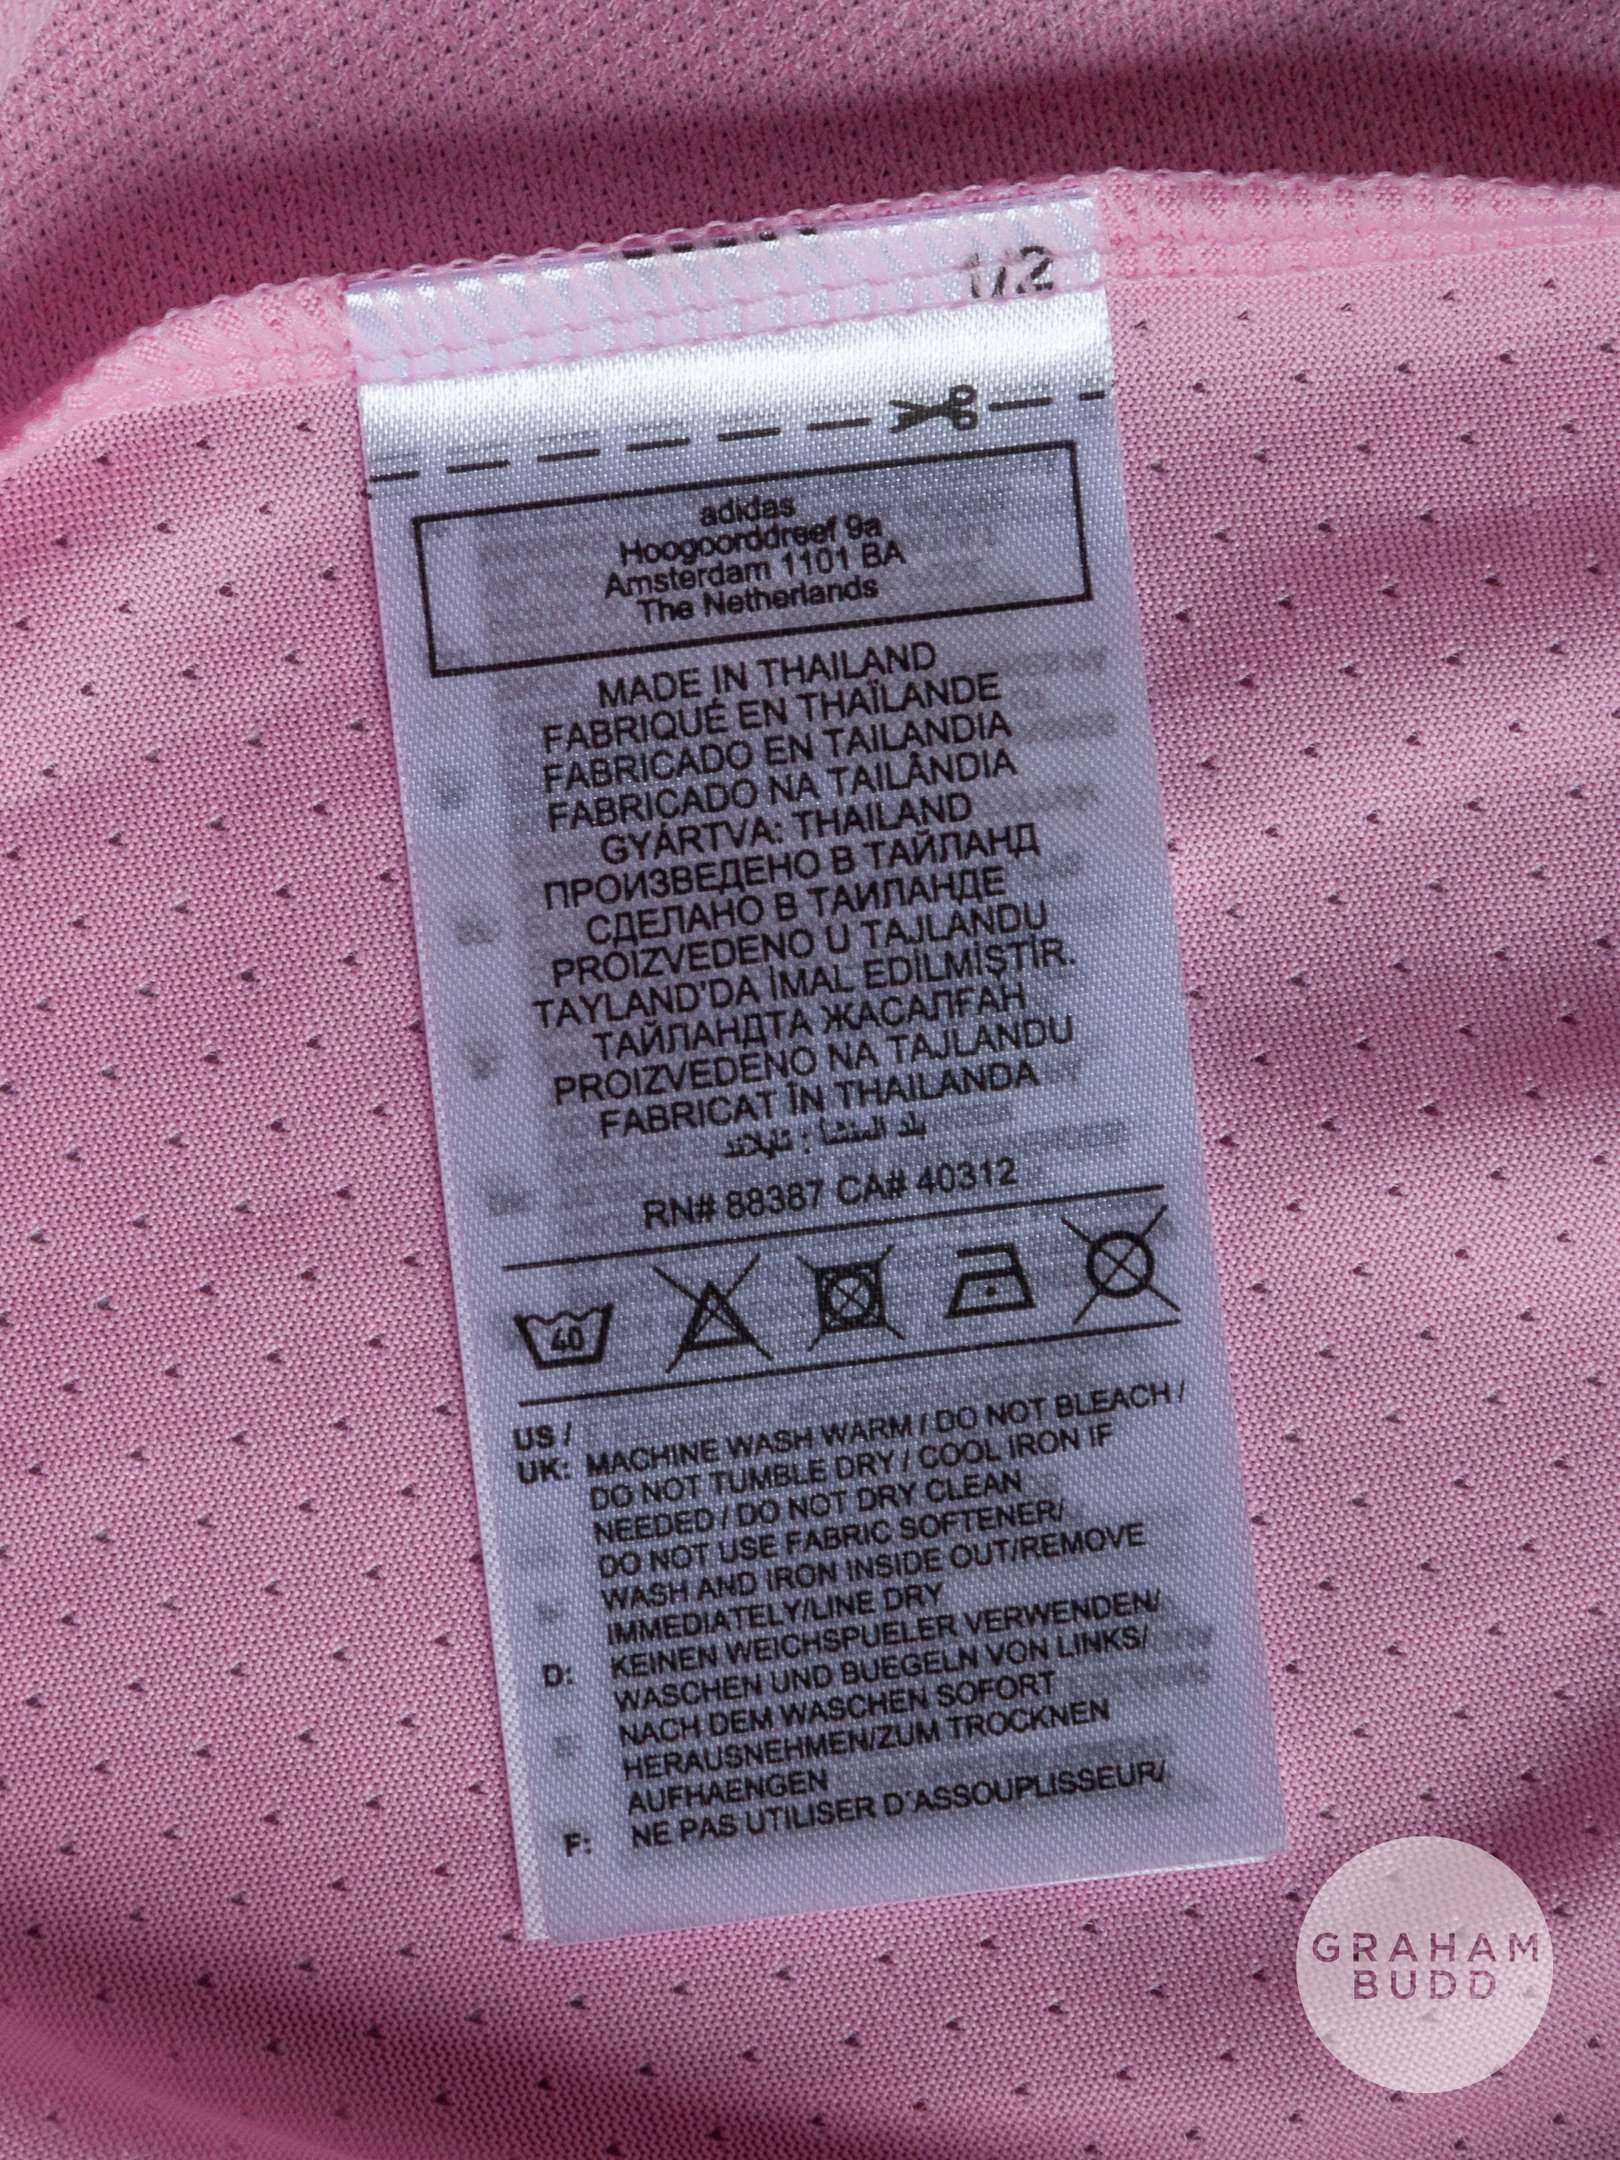 1/2
adidas
Hoogoorddreef 9a
Amsterdam 1101 BA
The Netherlands
MADE IN THAILAND
FABRIQUÉ EN THAÏLANDE
FABRICADO EN TAILANDIA
FABRICADO NA TAILÂNDIA
GYÁRTVA: THAILAND
ПРОИЗВЕДЕНО В ТАЙЛАНД
СДЕЛАНО В ТАИЛАНДЕ
PROIZVEDENO U TAJLANDU
TAYLAND'DA İMAL EDİLMİŞTİR.
ТАЙЛАНДТА ЖАСАЛҒАН
PROIZVEDENO NA TAJLANDU
FABRICAT ÎN THAILANDA
بلد المنشأ : تايلاند
RN# 88387 CA# 40312
40
US /
UK: MACHINE WASH WARM / DO NOT BLEACH /
DO NOT TUMBLE DRY / COOL IRON IF
NEEDED / DO NOT DRY CLEAN
DO NOT USE FABRIC SOFTENER/
WASH AND IRON INSIDE OUT/REMOVE
IMMEDIATELY/LINE DRY
D: KEINEN WEICHSPUELER VERWENDEN/
WASCHEN UND BUEGELN VON LINKS/
NACH DEM WASCHEN SOFORT
HERAUSNEHMEN/ZUM TROCKNEN
AUFHAENGEN
F: NE PAS UTILISER D´ASSOUPLISSEUR/
GRAHAM
BUDD